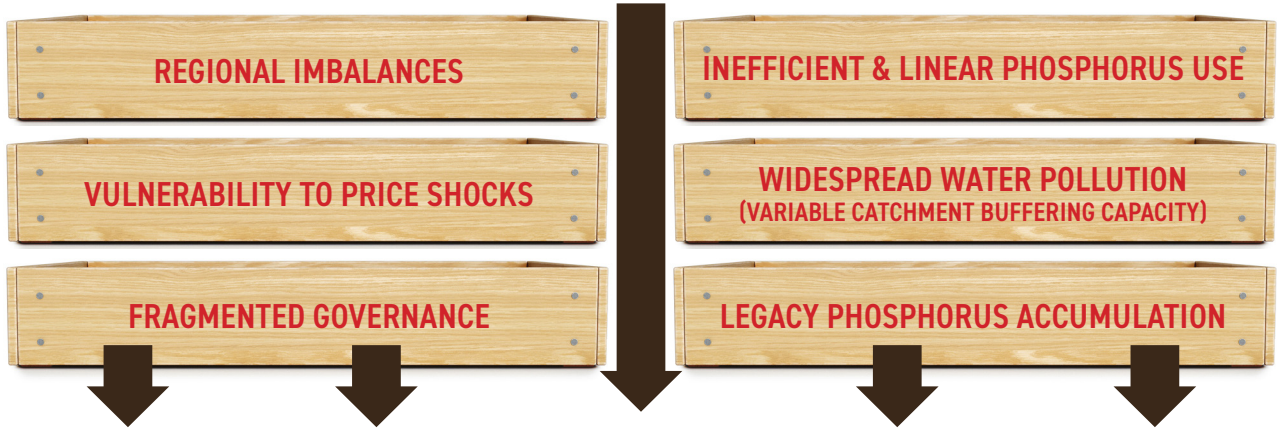 REGIONAL IMBALANCES
INEFFICIENT & LINEAR PHOSPHORUS USE
VULNERABILITY TO PRICE SHOCKS
WIDESPREAD WATER POLLUTION
(VARIABLE CATCHMENT BUFFERING CAPACITY)
FRAGMENTED GOVERNANCE
LEGACY PHOSPHORUS ACCUMULATION